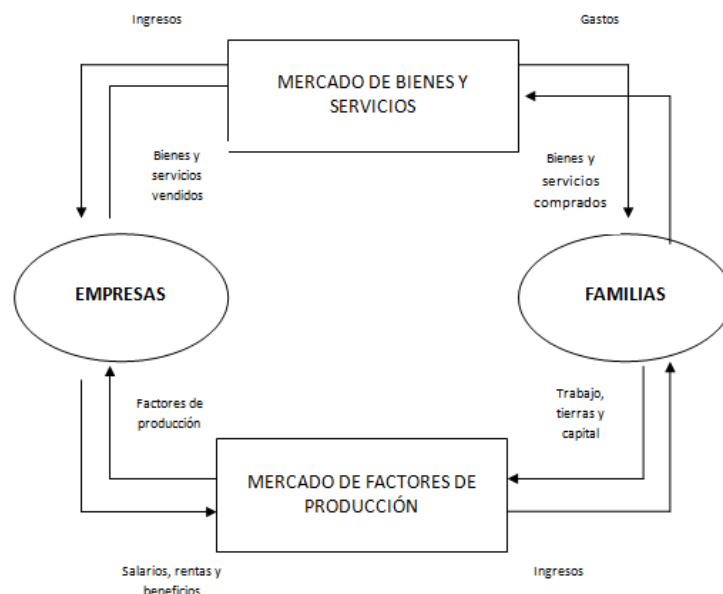 Ingresos
Gastos
MERCADO DE BIENES Y
SERVICIOS
Bienes y
servicios
vendidos
Bienes y
servicios
comprados
EMPRESAS
FAMILIAS
Factores de
producción
Trabajo,
tierras y
capital
MERCADO DE FACTORES DE
PRODUCCIÓN
Salarios, rentas y
beneficios
Ingresos